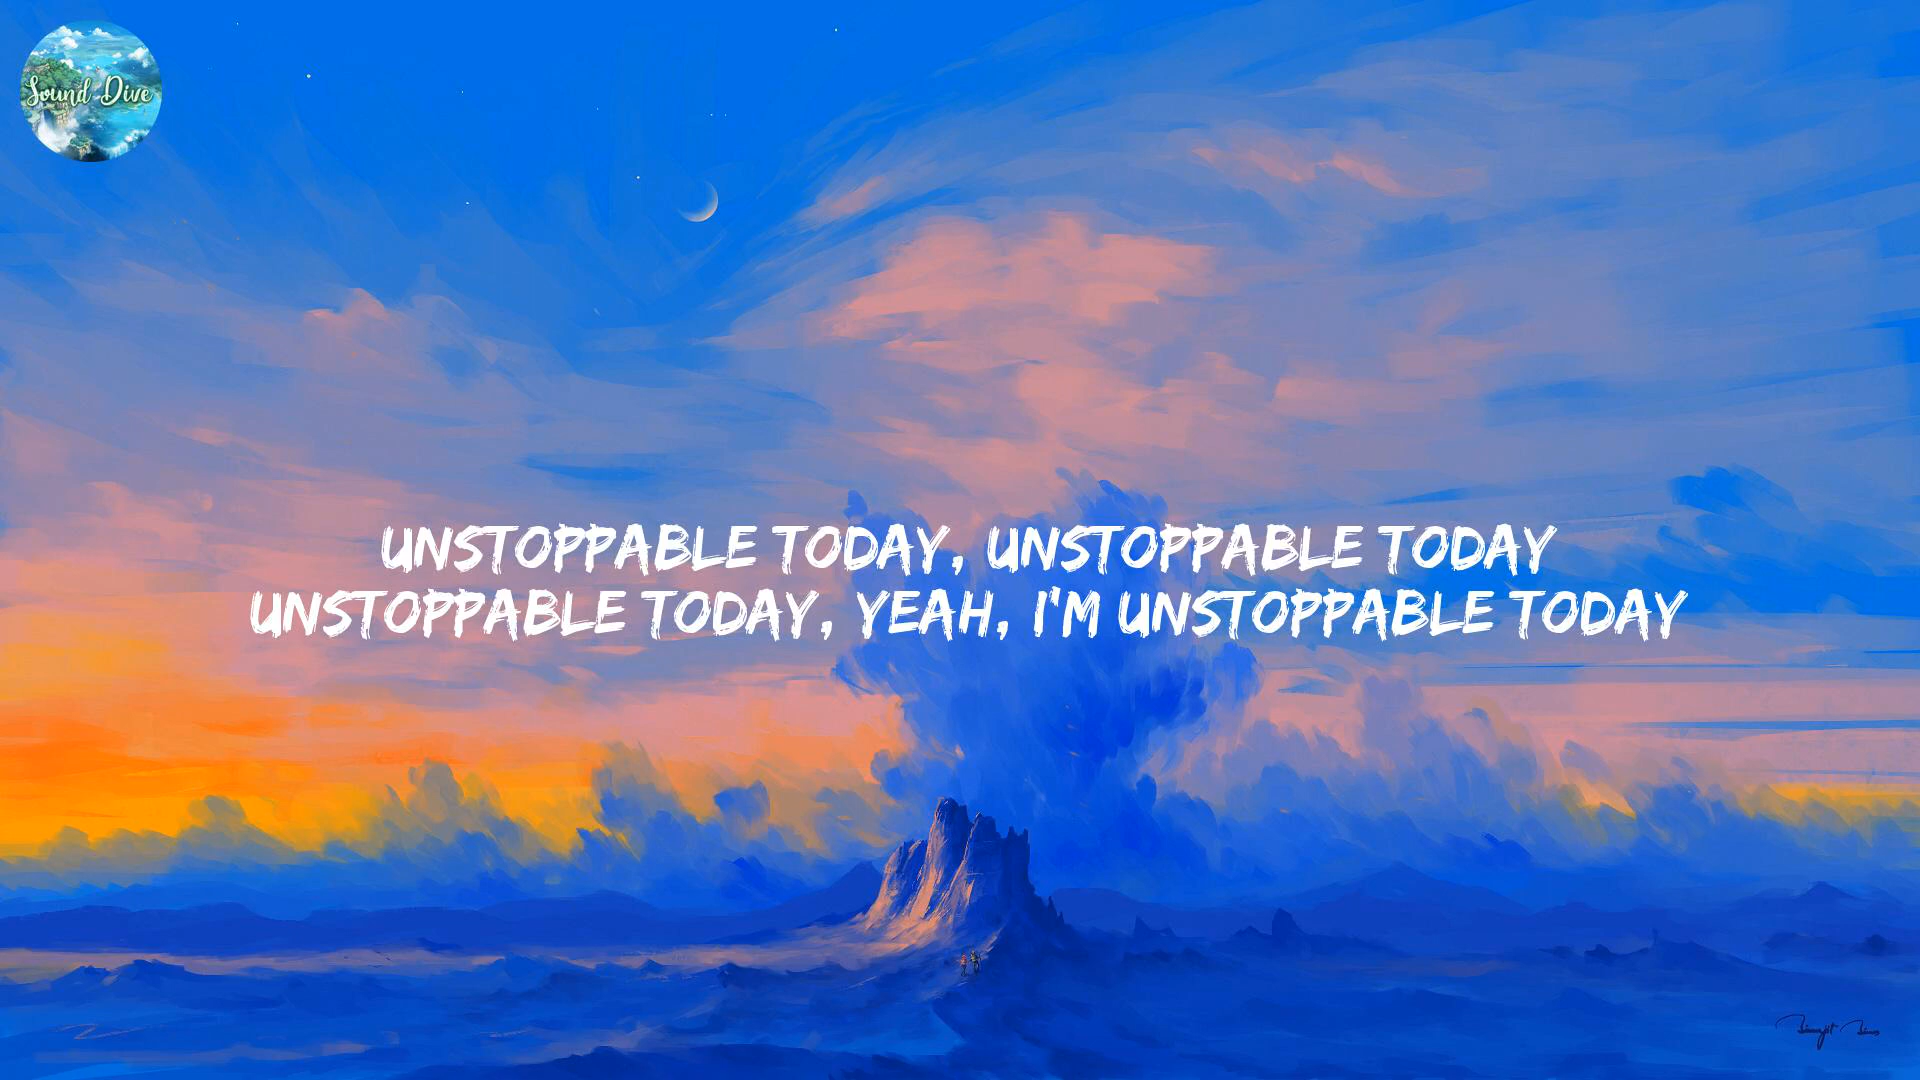 Sound Dive
UNSTOPPABLE TODAY, UNSTOPPABLE TODAY
UNSTOPPABLE TODAY, YEAH, I'M UNSTOPPABLE TODAY